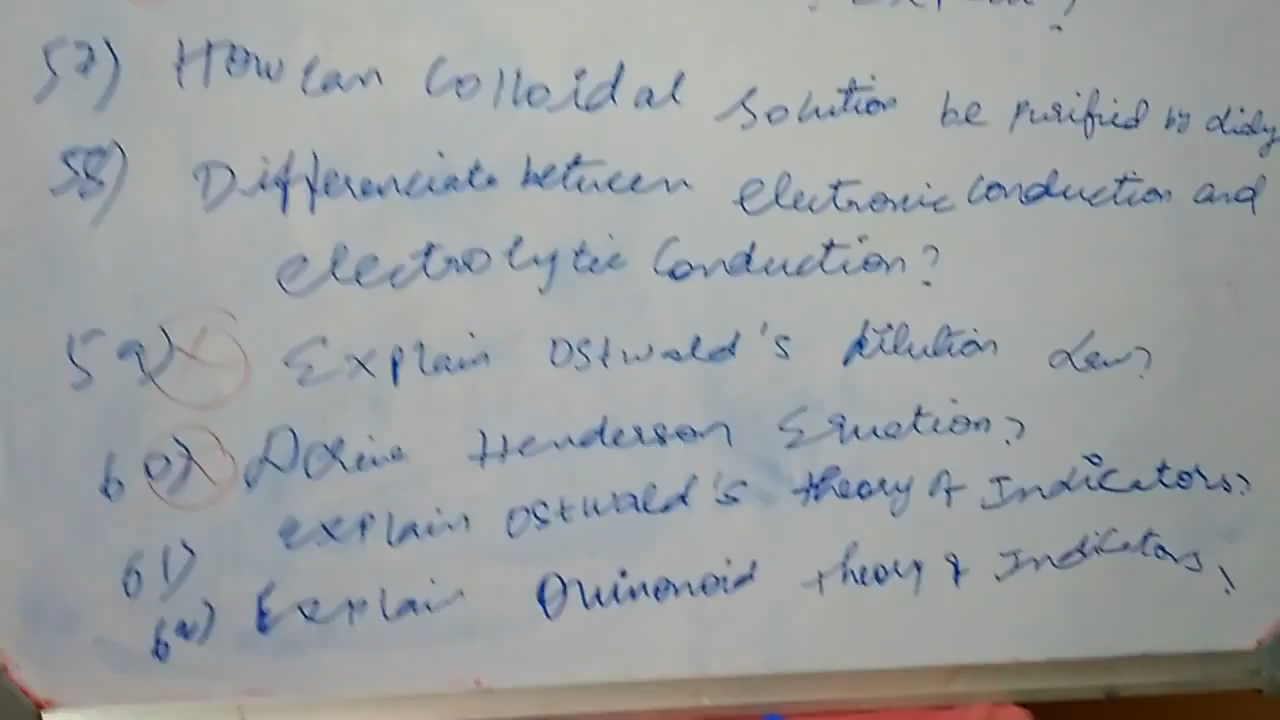 57) How can Colloidal Solution be purified by
58) Differenciate between electronic conduction and
electrolytic Conduction?
59) Explain Ostwald's dilution Law?
60) Derive Henderson Equation?
61) explain Ostwald's theory of Indicators?
62) Explain Quinonoid theory of Indicators!